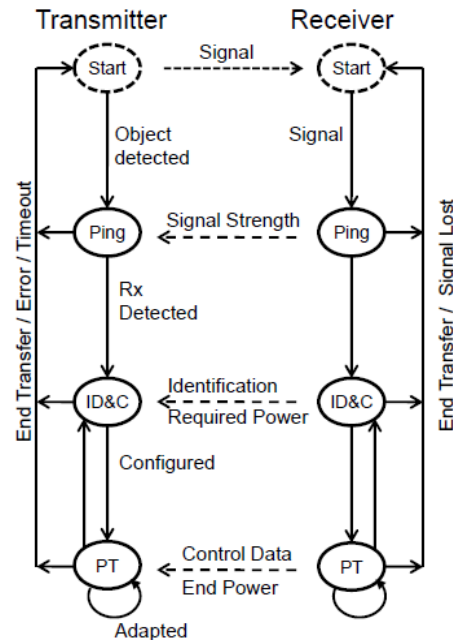 Transmitter Receiver
Start Signal Start
Object
detected
Signal
Ping Signal Strength Ping
Rx
Detected
ID&C Identification ID&C
Required Power
Configured
PT Control Data PT
End Power
Adapted
End Transfer / Error / Timeout
End Transfer / Signal Lost